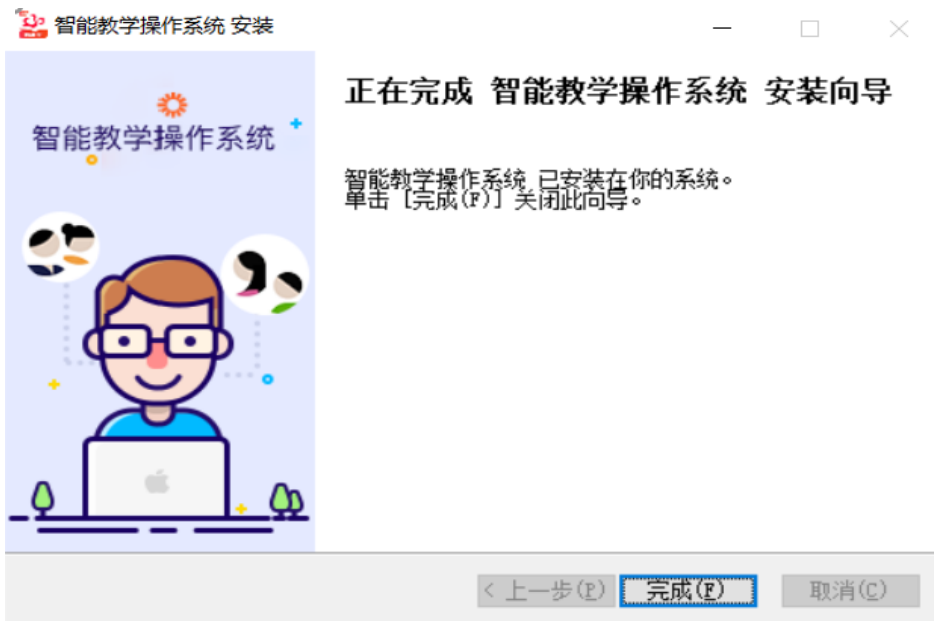 智能教学操作系统 安装
智能教学操作系统
正在完成 智能教学操作系统 安装向导
智能教学操作系统 已安装在你的系统。
单击 [完成(F)] 关闭此向导。
< 上一步(P)
完成(F)
取消(C)